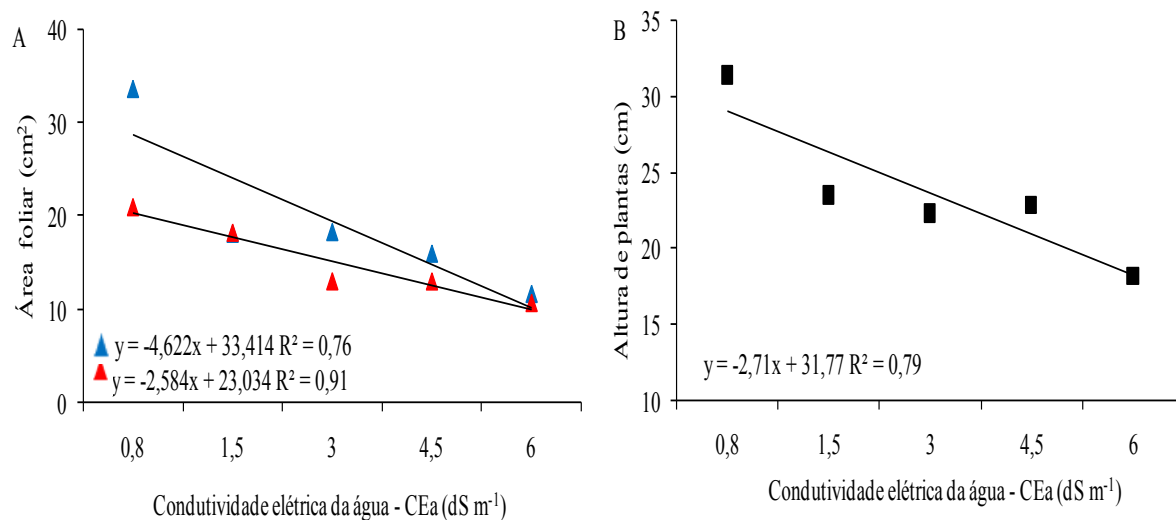 A
Área foliar (cm²)
40
30
20
10
0
y = -4,622x + 33,414 R² = 0,76
y = -2,584x + 23,034 R² = 0,91
0,8 1,5 3 4,5 6
Condutividade elétrica da água - CEa (dS m⁻¹)
B
Altura de plantas (cm)
35
30
25
20
15
10
y = -2,71x + 31,77 R² = 0,79
0,8 1,5 3 4,5 6
Condutividade elétrica da água - CEa (dS m⁻¹)